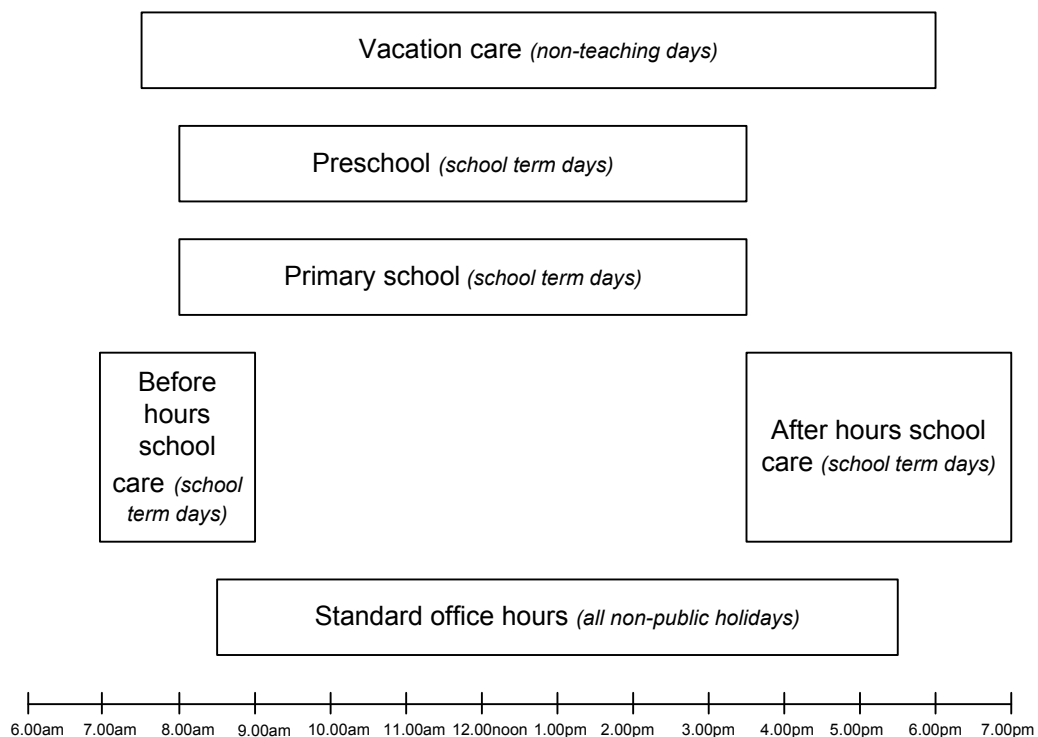 Vacation care (non-teaching days)
Preschool (school term days)
Primary school (school term days)
Before
hours
school
care (school
term days)
After hours school
care (school term days)
Standard office hours (all non-public holidays)
6.00am 7.00am 8.00am 9.00am 10.00am 11.00am 12.00noon 1.00pm 2.00pm 3.00pm 4.00pm 5.00pm 6.00pm 7.00pm